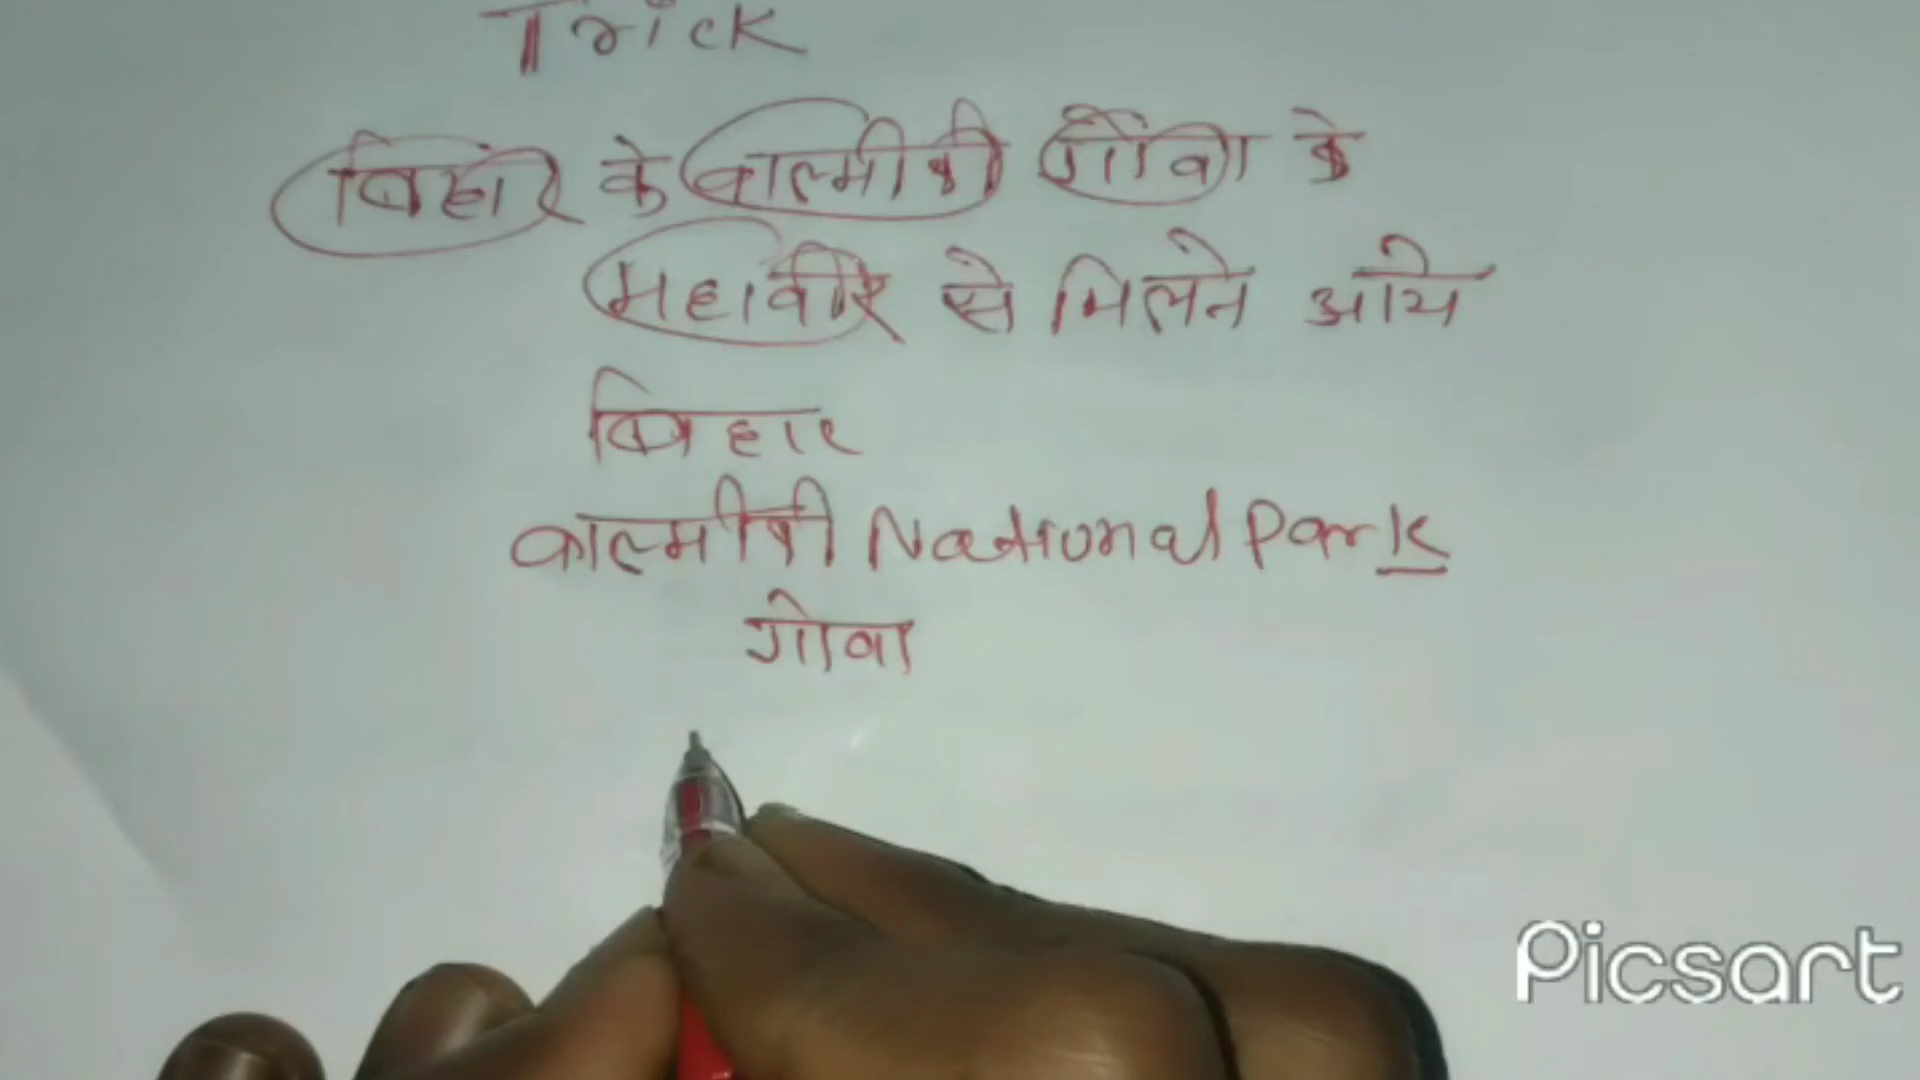 Trick
बिहार के वाल्मीकी गोवा के
महावीर से मिलने आये
बिहार
वाल्मीकी National Park
गोवा
Picsart